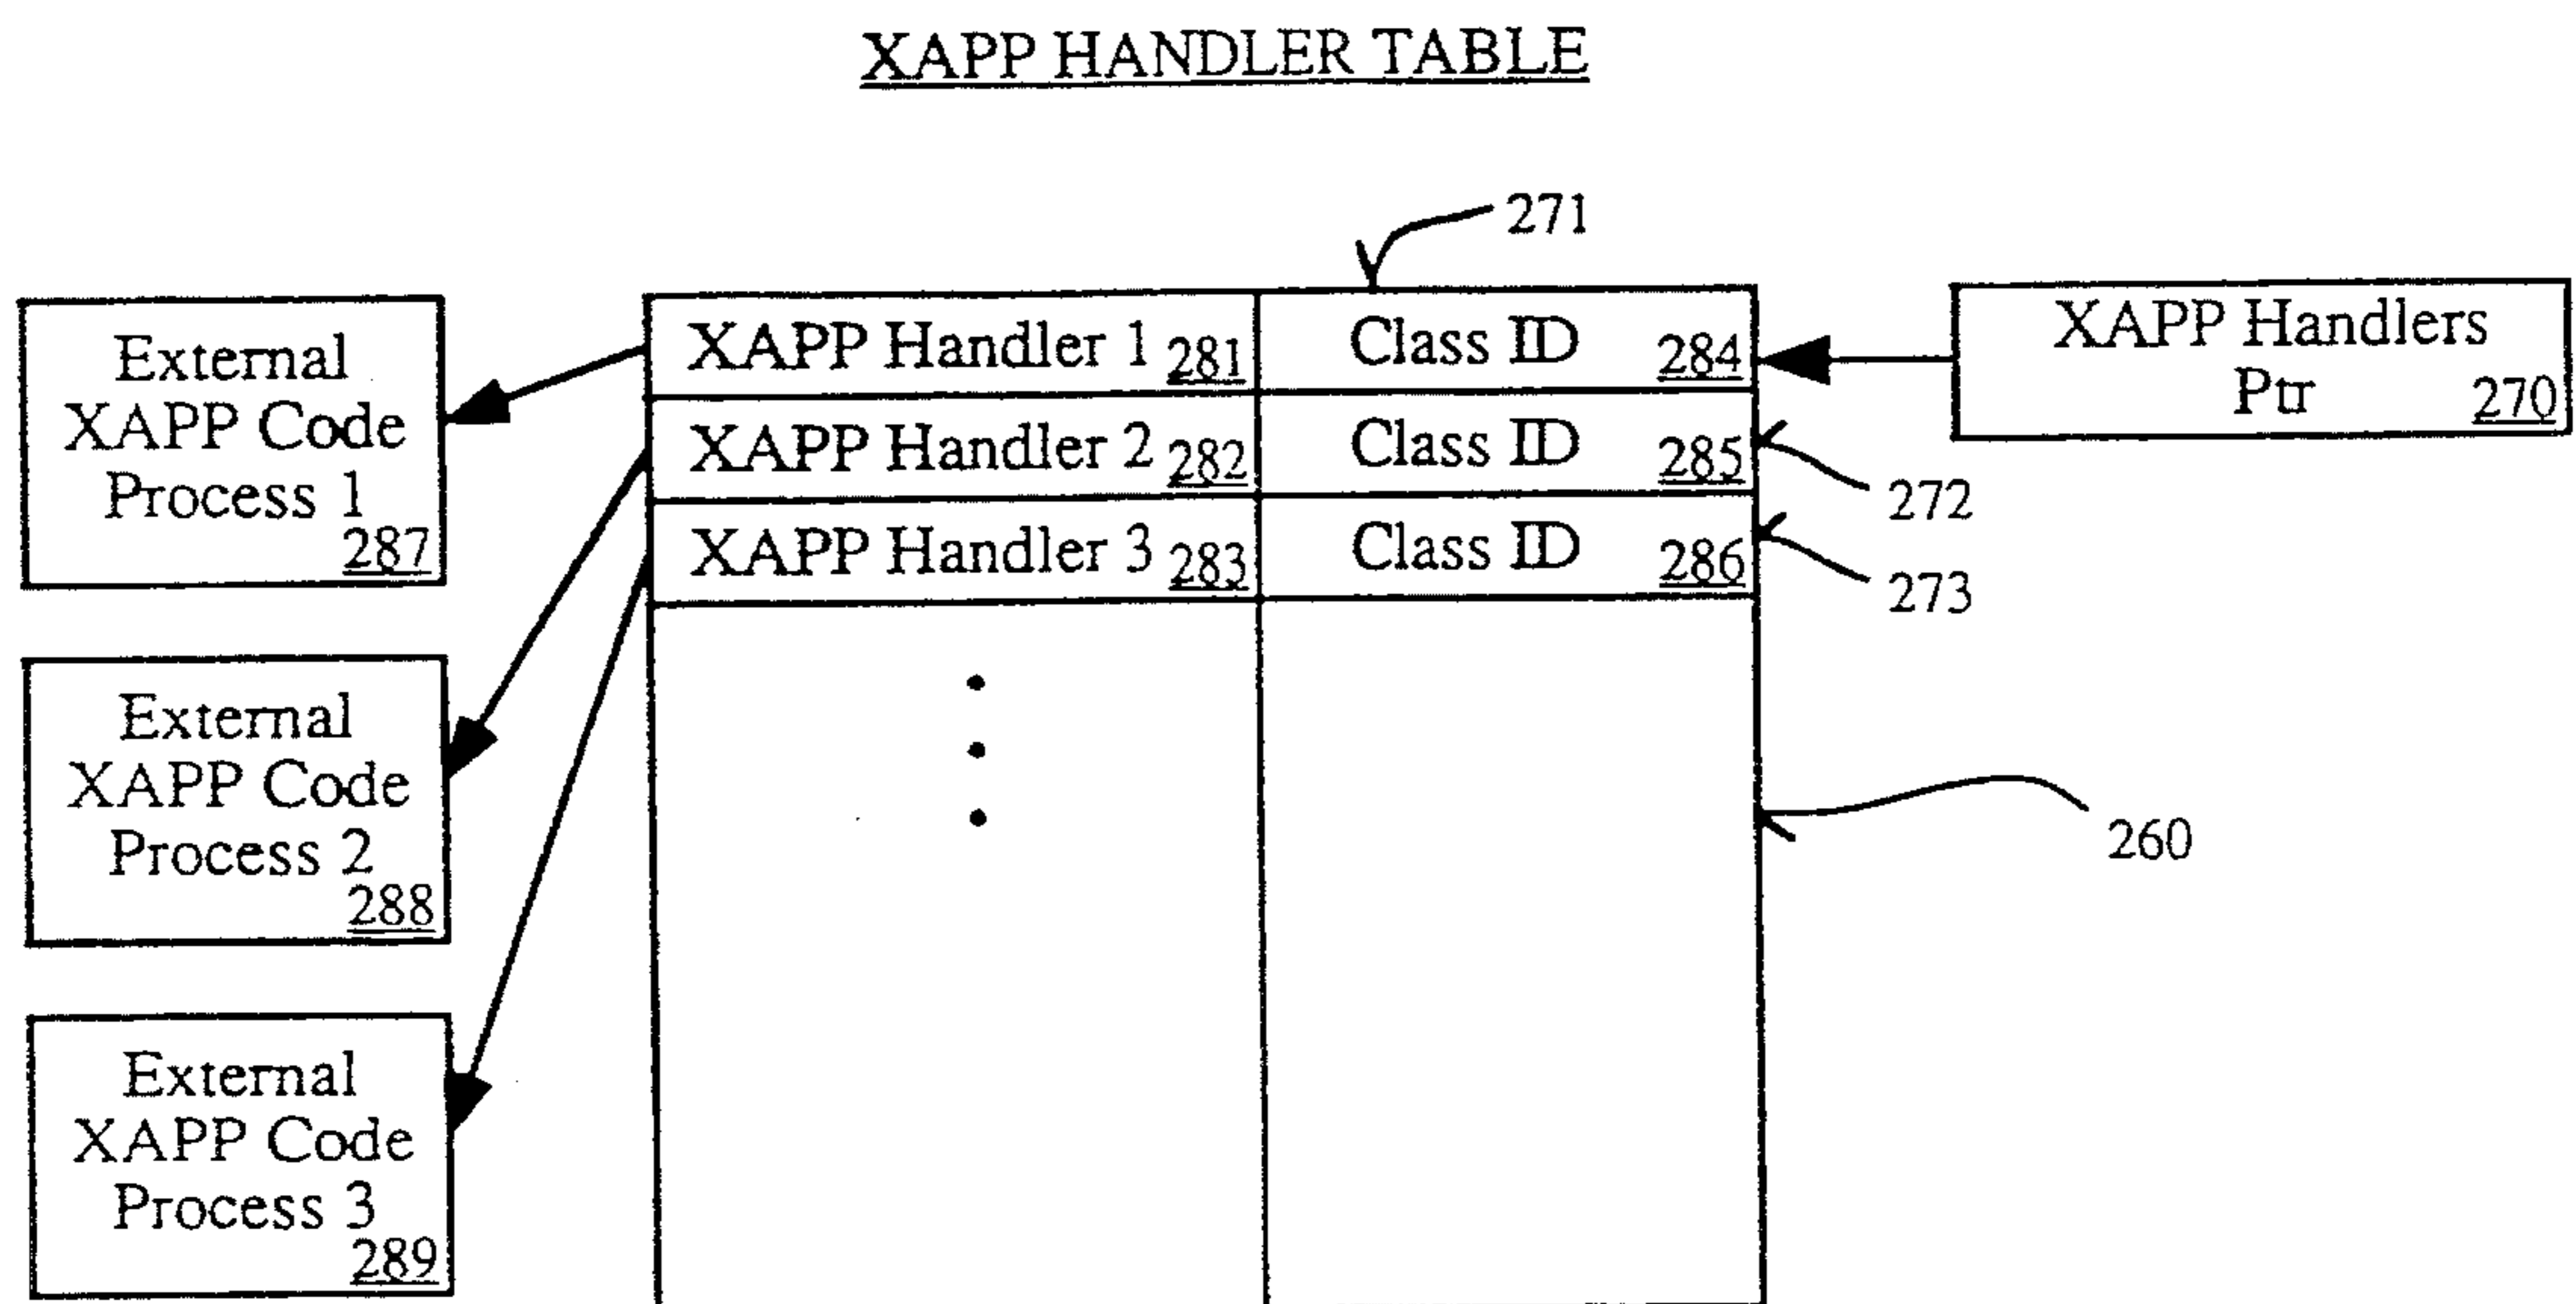 XAPP HANDLER TABLE
271
External
XAPP Code
Process 1
287
XAPP Handler 1 281
Class ID 284
XAPP Handlers
Ptr 270
XAPP Handler 2 282
Class ID 285
272
XAPP Handler 3 283
Class ID 286
273
External
XAPP Code
Process 2
288
260
External
XAPP Code
Process 3
289